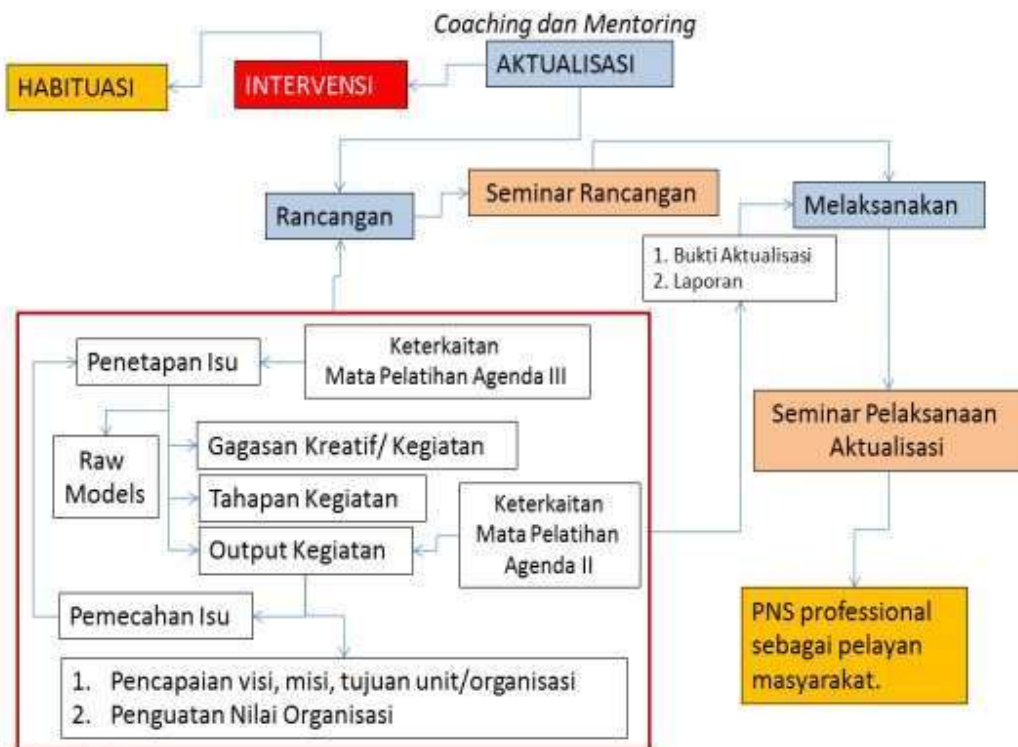 Coaching dan Mentoring
AKTUALISASI
INTERVENSI
HABITUASI
Rancangan
Seminar Rancangan
Melaksanakan
1. Bukti Aktualisasi
2. Laporan
Penetapan Isu
Keterkaitan
Mata Pelatihan Agenda III
Raw
Models
Gagasan Kreatif/ Kegiatan
Tahapan Kegiatan
Output Kegiatan
Keterkaitan
Mata Pelatihan
Agenda II
Pemecahan Isu
1. Pencapaian visi, misi, tujuan unit/organisasi
2. Penguatan Nilai Organisasi
Seminar Pelaksanaan
Aktualisasi
PNS professional
sebagai pelayan
masyarakat.